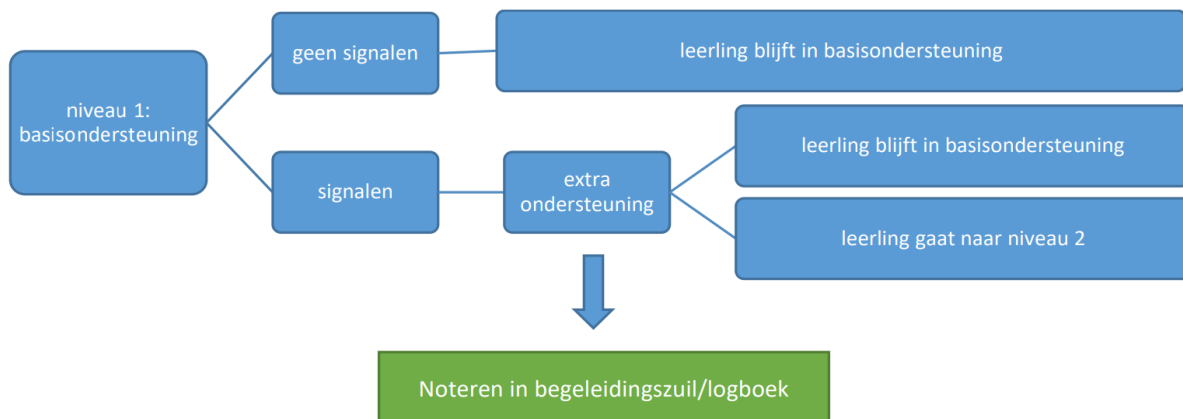 geen signalen
leerling blijft in basisondersteuning
niveau 1:
basisondersteuning
leerling blijft in basisondersteuning
signalen
extra
ondersteuning
leerling gaat naar niveau 2
Noteren in begeleidingszuil/logboek